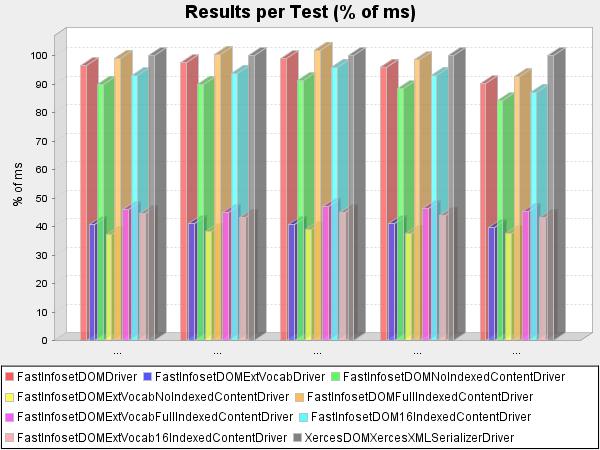 Results per Test (% of ms)
% of ms
100
90
80
70
60
50
40
30
20
10
0
... ... ... ... ...
FastInfosetDOMDriver FastInfosetDOMExtVocabDriver FastInfosetDOMNoIndexedContentDriver
FastInfosetDOMExtVocabNoIndexedContentDriver FastInfosetDOMFullIndexedContentDriver
FastInfosetDOMExtVocabFullIndexedContentDriver FastInfosetDOM16IndexedContentDriver
FastInfosetDOMExtVocab16IndexedContentDriver XercesDOMXercesXMLSerializerDriver